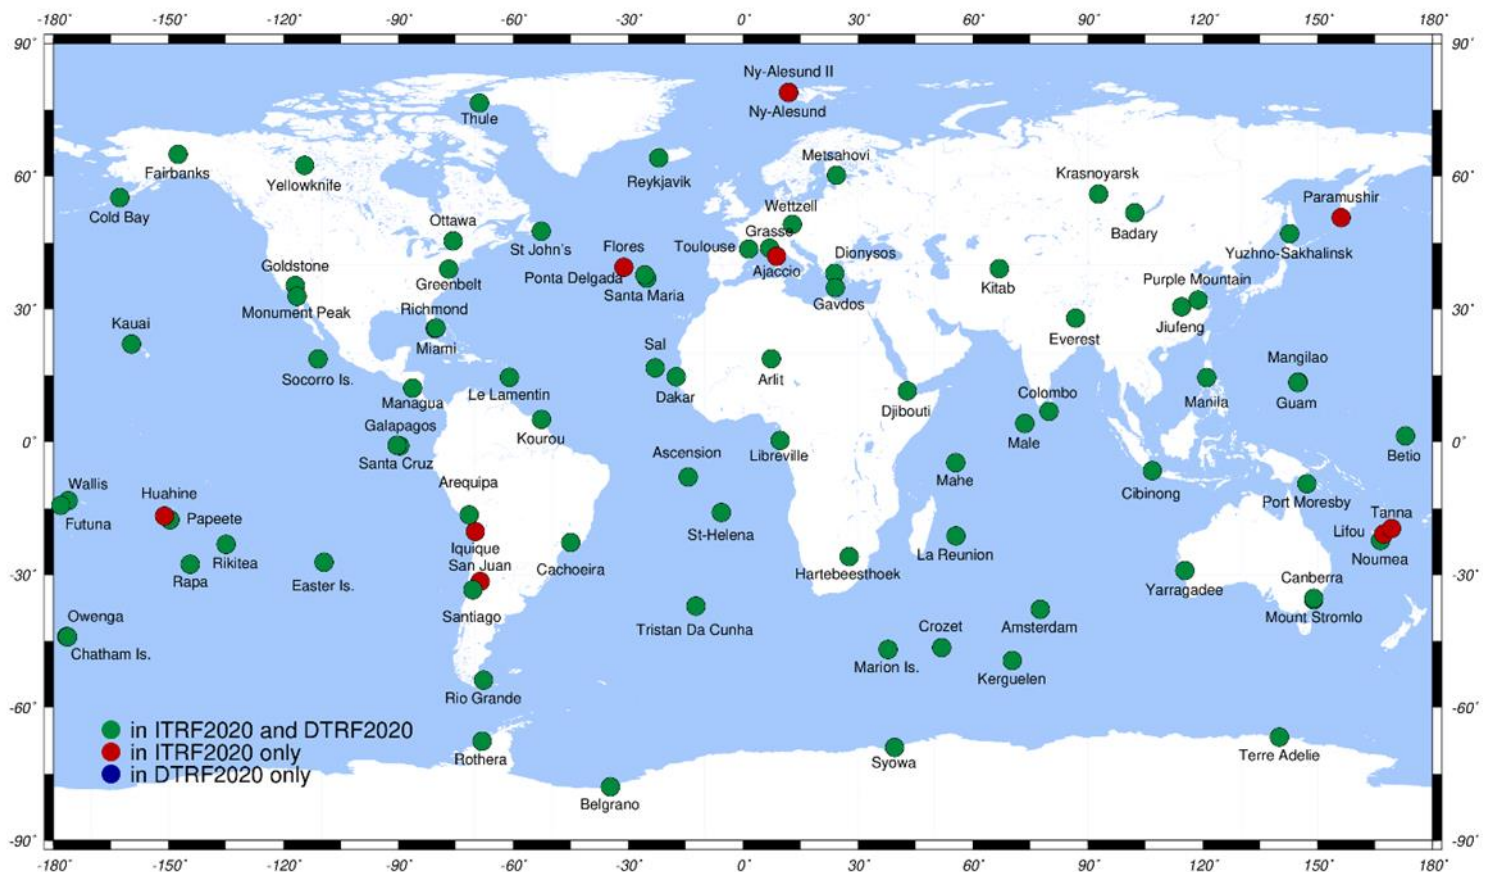 -180° -150° -120° -90° -60° -30° 0° 30° 60° 90° 120° 150° 180°
90° 90°
Ny-Alesund II
Ny-Alesund
Thule
Fairbanks
Yellowknife
Reykjavik
Metsahovi
Krasnoyarsk
60° 60°
Paramushir
Cold Bay
Wettzell
Ottawa
Badary
Grasse
St John's
Flores
Toulouse
Dionysos
Yuzhno-Sakhalinsk
Goldstone
Ajaccio
Ponta Delgada
Purple Mountain
Greenbelt
Kitab
Santa Maria
Gavdos
30° 30°
Richmond
Monument Peak
Kauai
Jiufeng
Everest
Miami
Sal
Mangilao
Socorro Is.
Arlit
Le Lamentin
Colombo
Dakar
Managua
Manila
Guam
Djibouti
Galapagos
Kourou
Male
0° 0°
Ascension
Libreville
Betio
Santa Cruz
Arequipa
Mahe
Wallis
Cibinong
Huahine
Port Moresby
Tanna
Papeete
Futuna
St-Helena
Lifou
Iquique
La Reunion
Noumea
Rikitea
San Juan
Cachoeira
Hartebeesthoek
-30° -30°
Rapa
Easter Is.
Canberra
Yarragadee
Owenga
Santiago
Mount Stromlo
Tristan Da Cunha
Crozet
Amsterdam
Chatham Is.
Marion Is.
Kerguelen
Rio Grande
-60° -60°
in ITRF2020 and DTRF2020
in ITRF2020 only
in DTRF2020 only
Rothera
Syowa
Terre Adelie
Belgrano
-90° -90°
-180° -150° -120° -90° -60° -30° 0° 30° 60° 90° 120° 150° 180°